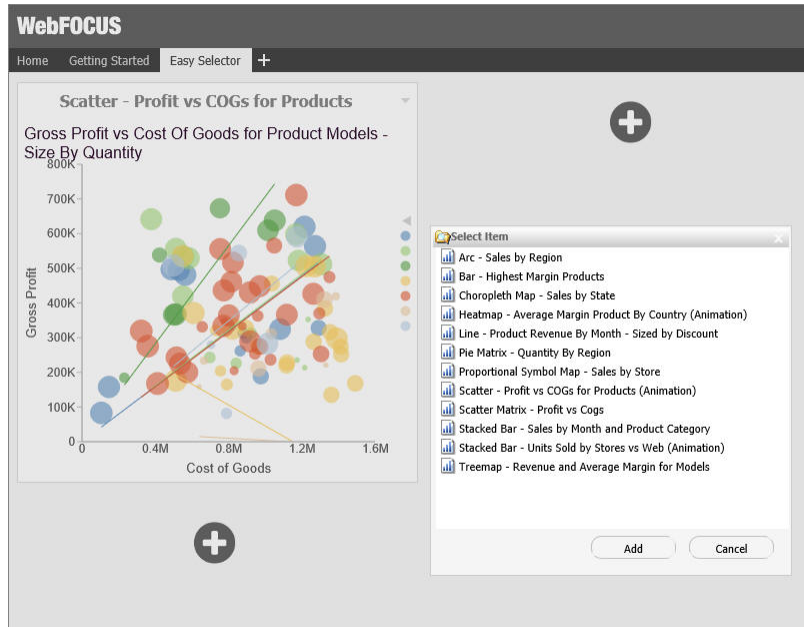 WebFOCUS
Home Getting Started Easy Selector +
Scatter - Profit vs COGs for Products
Gross Profit vs Cost Of Goods for Product Models -
Size By Quantity
800K
700K
600K
500K
400K
300K
200K
100K
0
Gross Profit
0 0.4M 0.8M 1.2M 1.6M
Cost of Goods
Select Item
Arc - Sales by Region
Bar - Highest Margin Products
Choropleth Map - Sales by State
Heatmap - Average Margin Product By Country (Animation)
Line - Product Revenue By Month - Sized by Discount
Pie Matrix - Quantity By Region
Proportional Symbol Map - Sales by Store
Scatter - Profit vs COGs for Products (Animation)
Scatter Matrix - Profit vs Cogs
Stacked Bar - Sales by Month and Product Category
Stacked Bar - Units Sold by Stores vs Web (Animation)
Treemap - Revenue and Average Margin for Models
Add Cancel